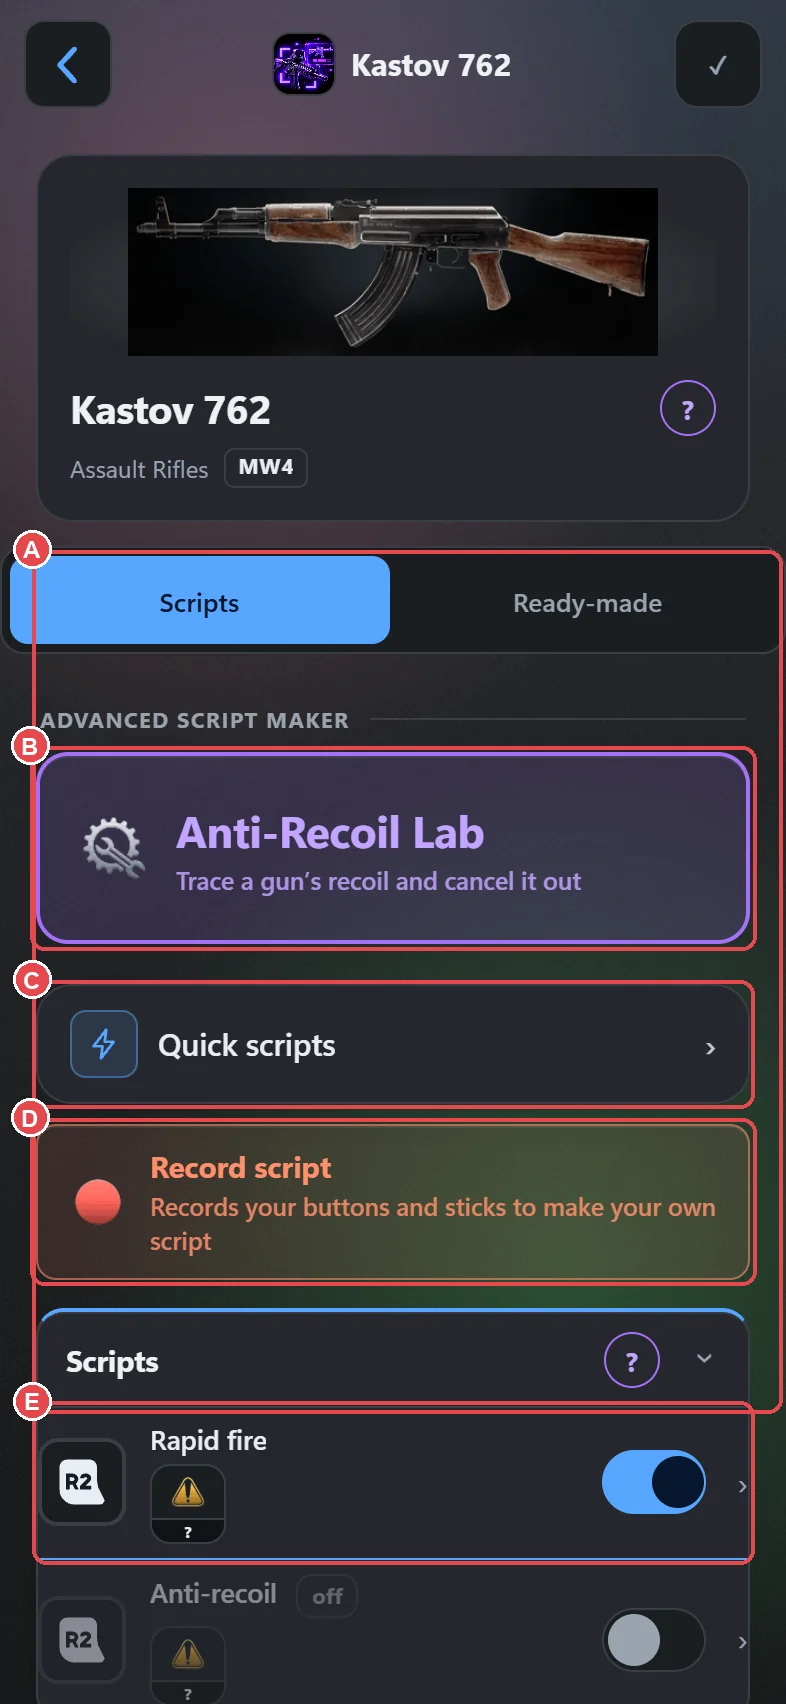 Kastov 762
✓
Kastov 762
?
Assault Rifles MW4
A
Scripts Ready-made
ADVANCED SCRIPT MAKER
B
Anti-Recoil Lab
Trace a gun’s recoil and cancel it out
C
Quick scripts ›
D
Record script
Records your buttons and sticks to make your own
script
Scripts ?
E
Rapid fire
R2
?
Anti-recoil off
R2
?